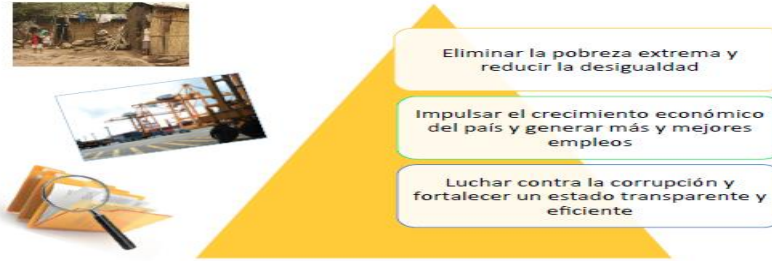 Eliminar la pobreza extrema y
reducir la desigualdad
Impulsar el crecimiento económico
del país y generar más y mejores
empleos
Luchar contra la corrupción y
fortalecer un estado transparente y
eficiente